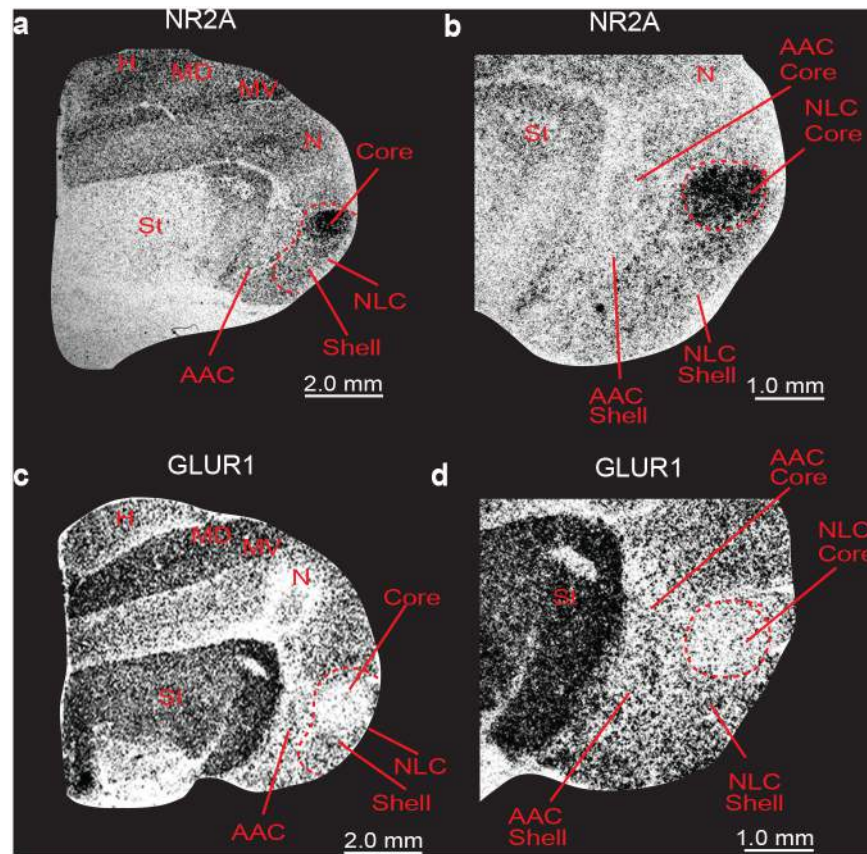 a
NR2A
H
MD
MV
N
Core
St
NLC
Shell
AAC
2.0 mm
b
NR2A
AAC
Core
N
NLC
Core
St
NLC
Shell
AAC
Shell
1.0 mm
c
GLUR1
H
MD
MV
N
Core
St
NLC
Shell
AAC
2.0 mm
d
GLUR1
AAC
Core
NLC
Core
St
NLC
Shell
AAC
Shell
1.0 mm